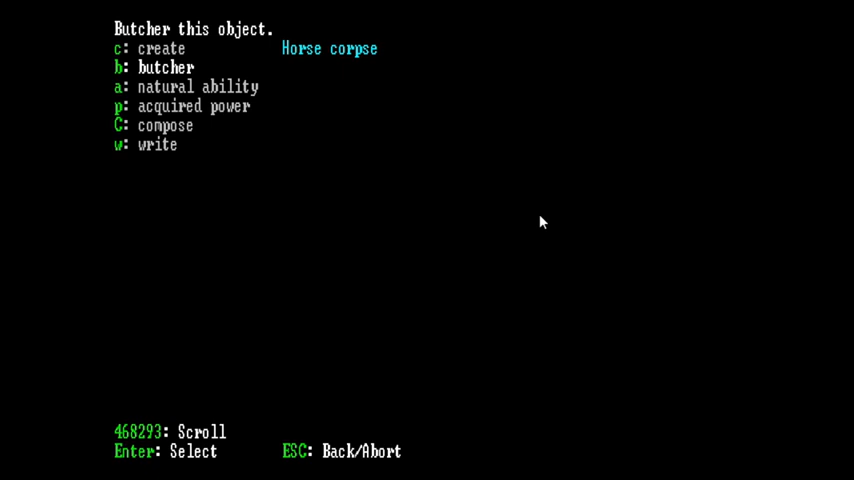 Butcher this object.
c: create Horse corpse
b: butcher
a: natural ability
p: acquired power
C: compose
w: write
468293: Scroll
Enter: Select ESC: Back/Abort